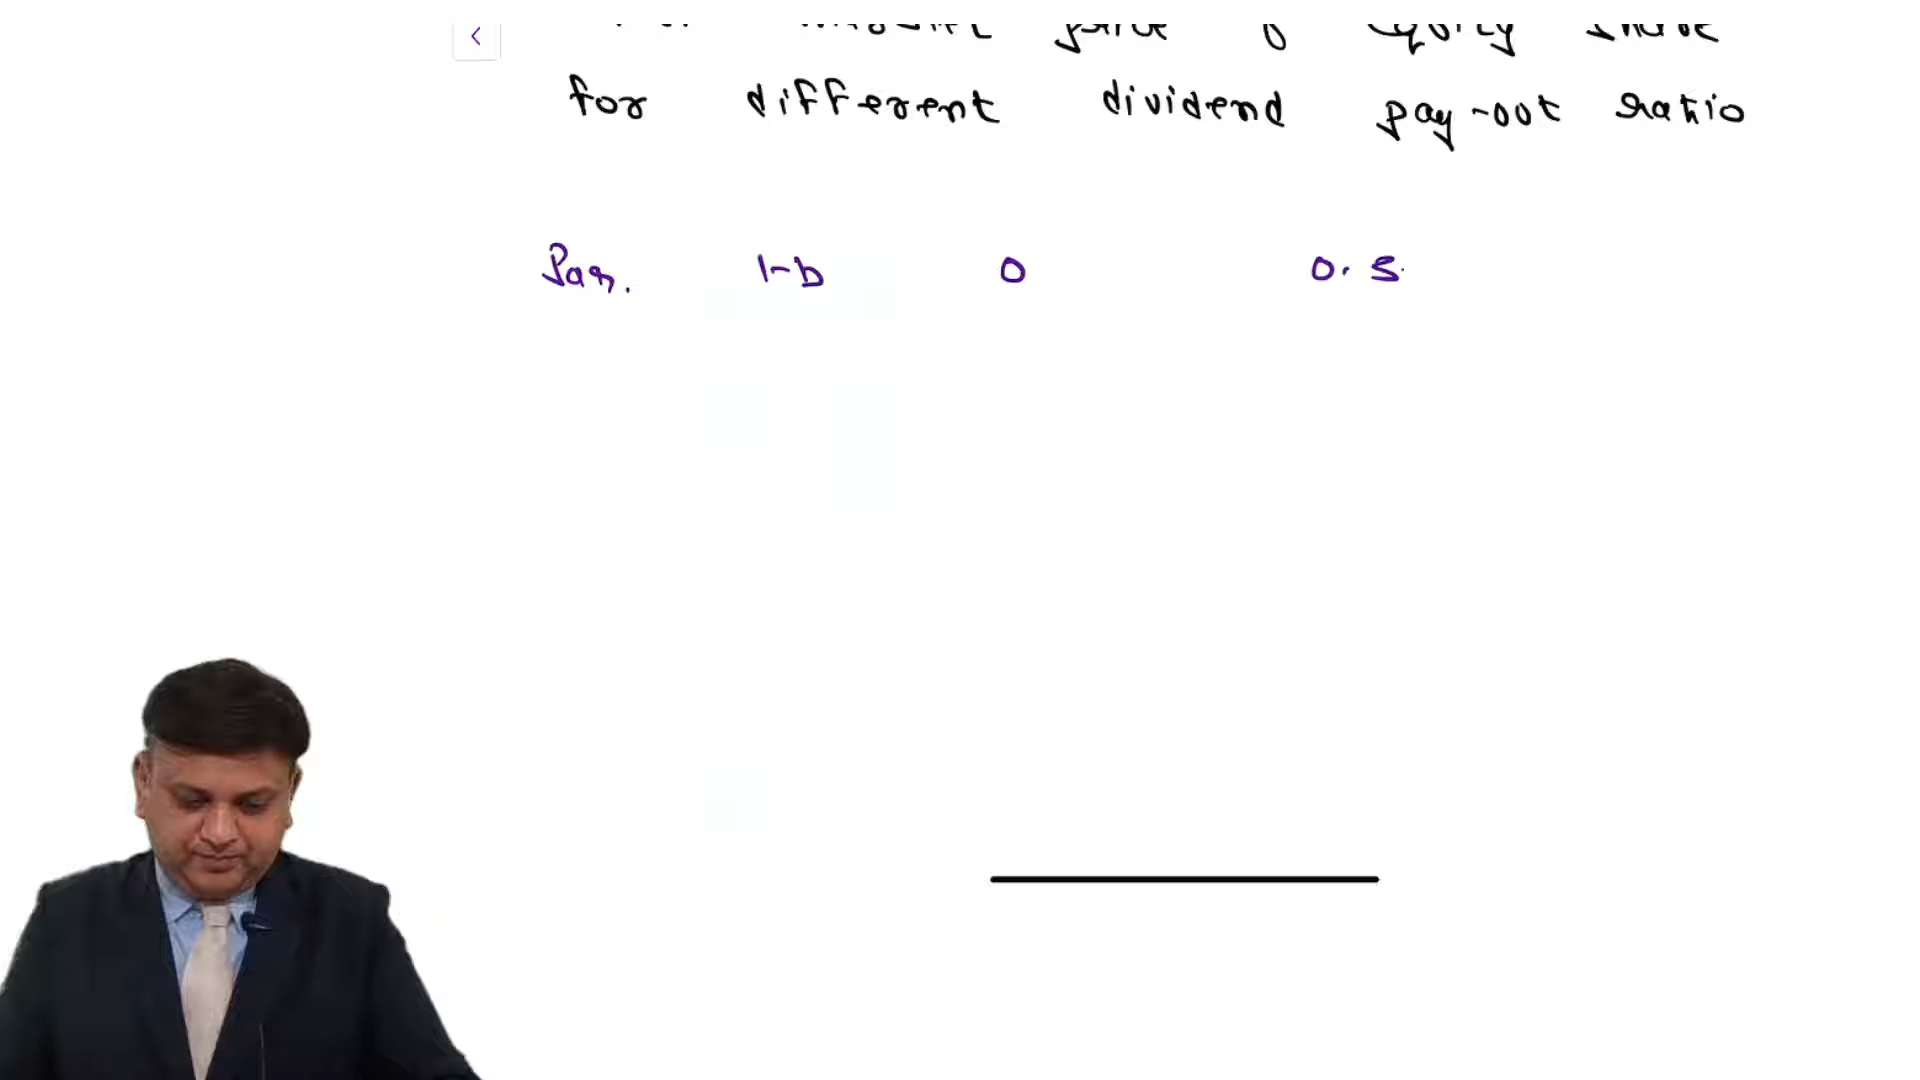 for different dividend pay-out ratio
Par. 1-b 0 0.5